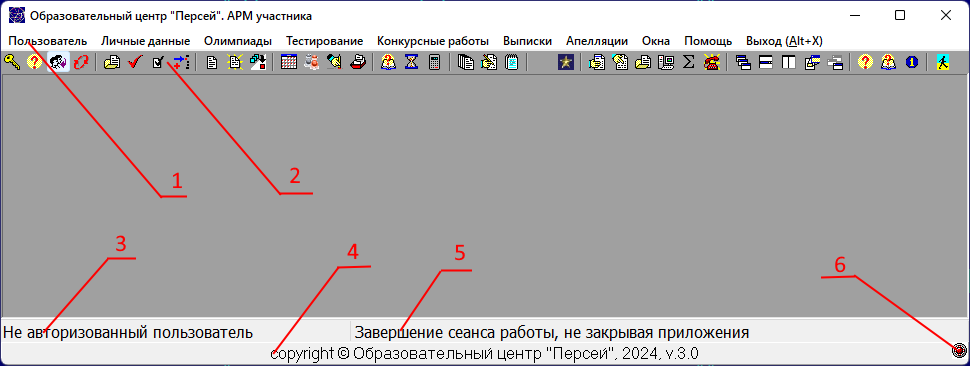 Образовательный центр "Персей". АРМ участника
Пользователь Личные данные Олимпиады Тестирование Конкурсные работы Выписки Апелляции Окна Помощь Выход (Alt+X)
1
2
3
4
5
6
Не авторизованный пользователь Завершение сеанса работы, не закрывая приложения
copyright © Образовательный центр "Персей", 2024, v.3.0